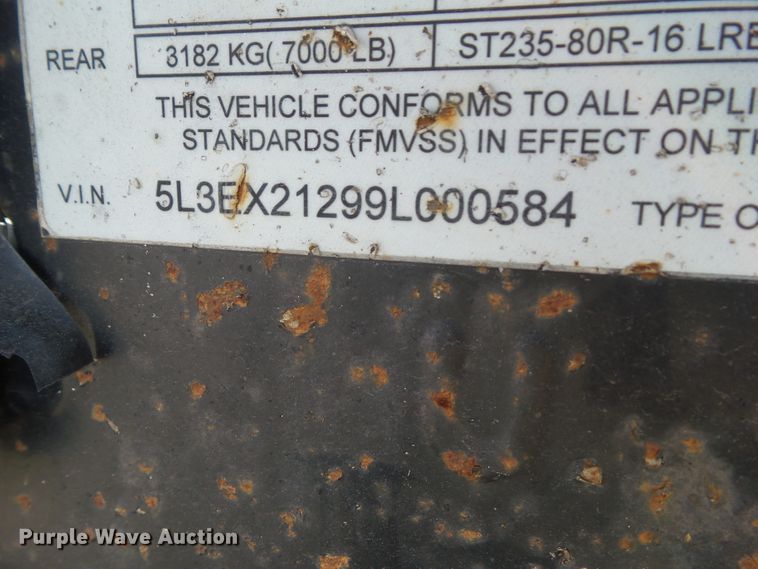 REAR 3182 KG( 7000 LB) ST235-80R-16 LRE
THIS VEHICLE CONFORMS TO ALL APPLI
STANDARDS (FMVSS) IN EFFECT ON TH
V.I.N. 5L3EX21299L000584 TYPE O
Purple Wave Auction